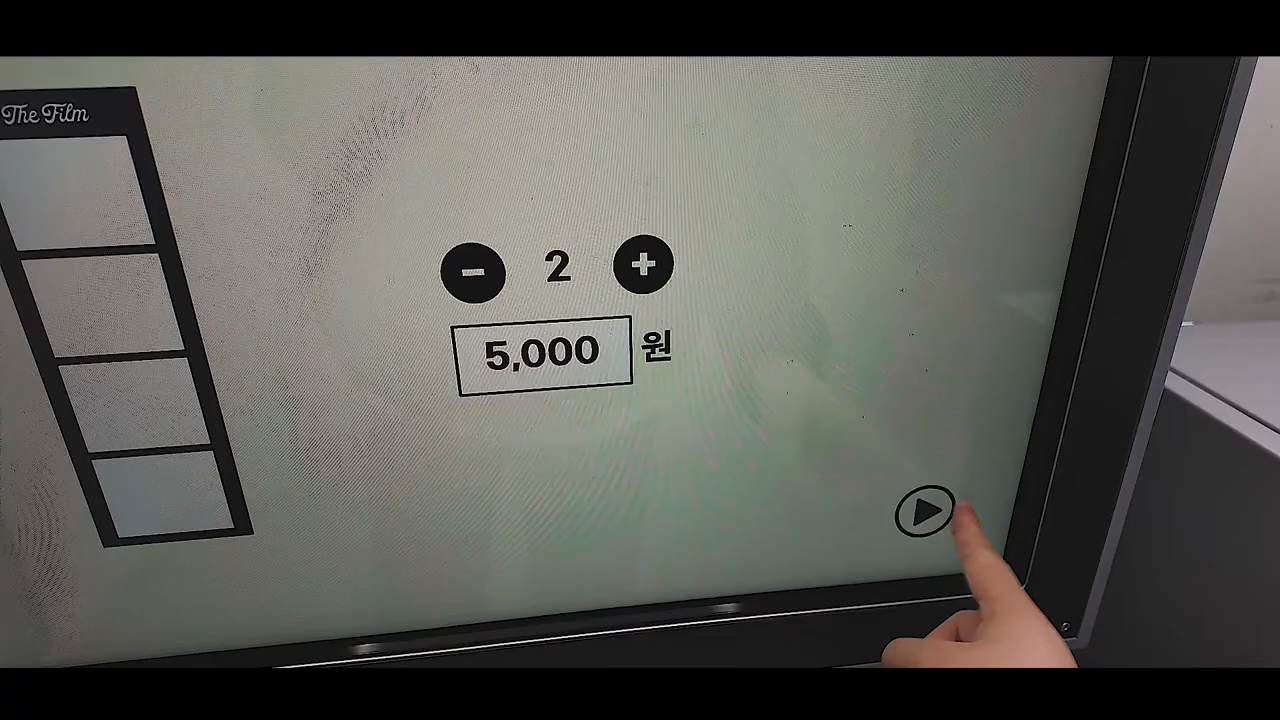 The Film
2
5,000 원